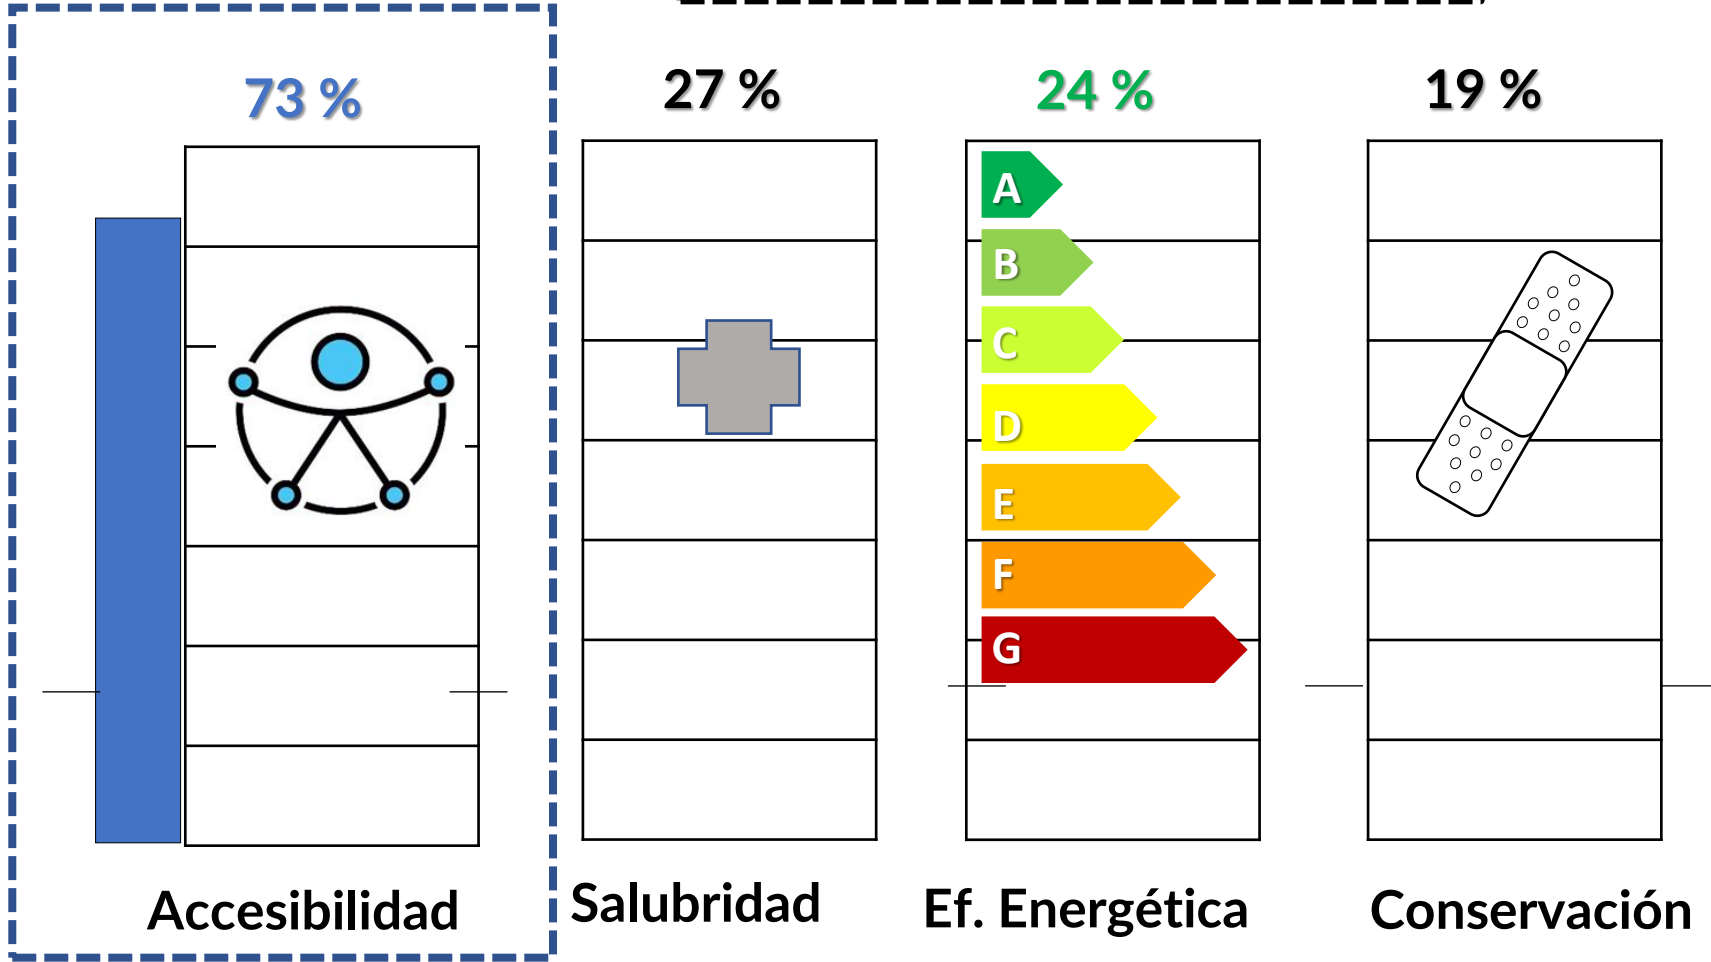 73 %
27 %
24 %
19 %
A
B
C
D
E
F
G
Accesibilidad
Salubridad
Ef. Energética
Conservación